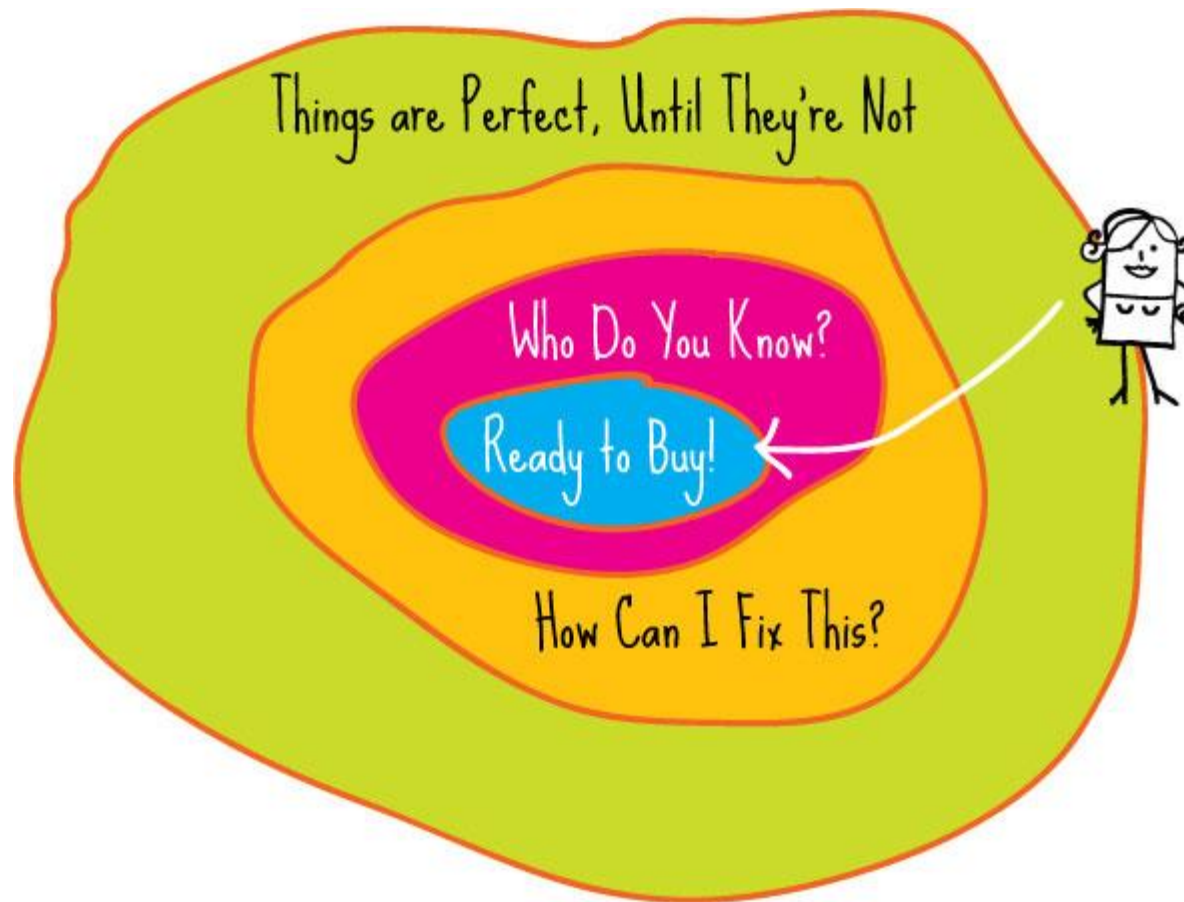 Things are Perfect, Until They're Not
Who Do You Know?
Ready to Buy!
How Can I Fix This?